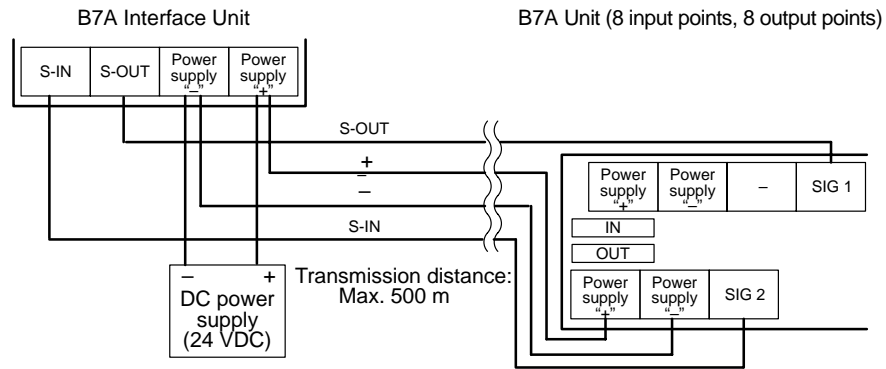 B7A Interface Unit
B7A Unit (8 input points, 8 output points)
S-IN
S-OUT
Power
supply
“–”
Power
supply
“+”
S-OUT
+
–
–
S-IN
Power
supply
“+”
Power
supply
“–”
–
SIG 1
IN
OUT
Power
supply
“+”
Power
supply
“–”
SIG 2
– +
DC power
supply
(24 VDC)
Transmission distance:
Max. 500 m